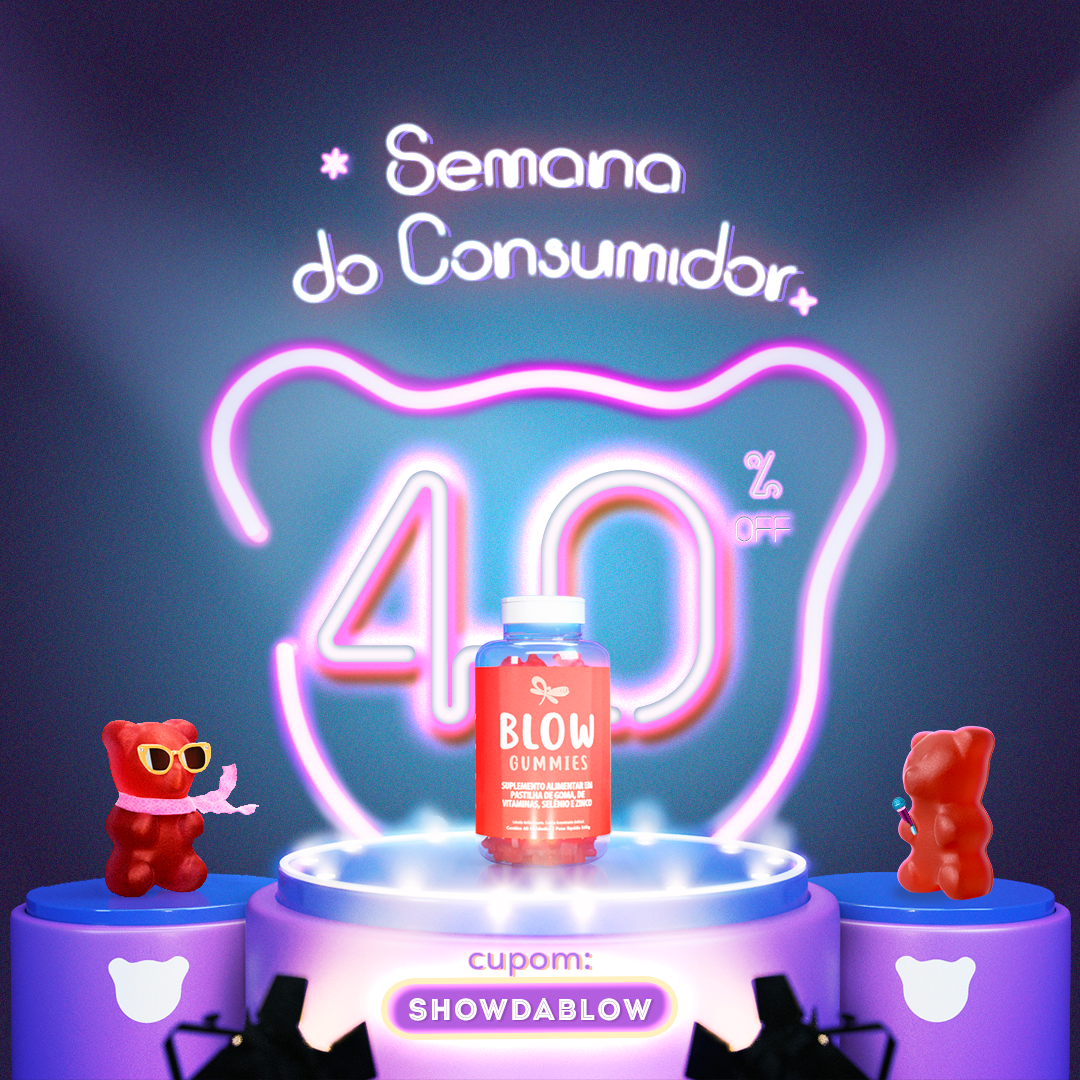 Semana
do Consumidor
40
%
OFF
BLOW
GUMMIES
SUPLEMENTO ALIMENTAR EM
PASTILHA DE GOMA, DE
VITAMINAS, SELÊNIO E ZINCO
cupom:
SHOWDABLOW